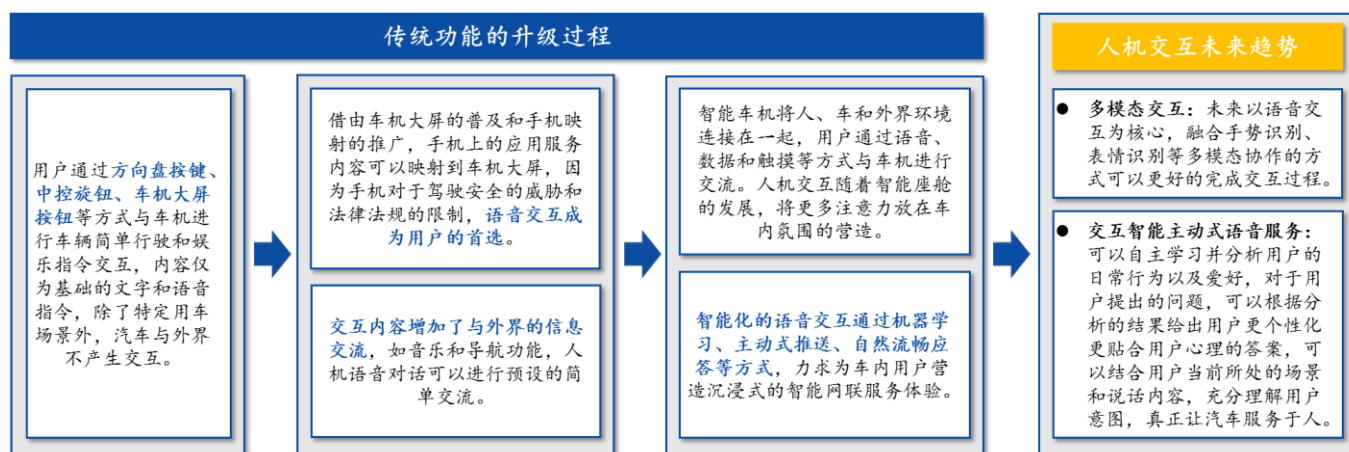 传统功能的升级过程
用户通过方向盘按键、
中控旋钮、车机大屏
按钮等方式与车机进
行车辆简单行驶和娱
乐指令交互，内容仅
为基础的文字和语音
指令，除了特定用车
场景外，汽车与外界
不产生交互。
借由车机大屏的普及和手机映
射的推广，手机上的应用服务
内容可以映射到车机大屏，因
为手机对于驾驶安全的威胁和
法律法规的限制，语音交互成
为用户的首选。
交互内容增加了与外界的信息
交流，如音乐和导航功能，人
机语音对话可以进行预设的简
单交流。
智能车机将人、车和外界环境
连接在一起，用户通过语音、
数据和触摸等方式与车机进行
交流。人机交互随着智能座舱
的发展，将更多注意力放在车
内氛围的营造。
智能化的语音交互通过机器学
习、主动式推送、自然流畅应
答等方式，力求为车内用户营
造沉浸式的智能网联服务体验。
人机交互未来趋势
● 多模态交互：未来以语音交
互为核心，融合手势识别、
表情识别等多模态协作的方
式可以更好的完成交互过程。
● 交互智能主动式语音服务：
可以自主学习并分析用户的
日常行为以及爱好，对于用
户提出的问题，可以根据分
析的结果给出用户更个性化
更贴合用户心理的答案，可
以结合用户当前所处的场景
和说话内容，充分理解用户
意图，真正让汽车服务于人。